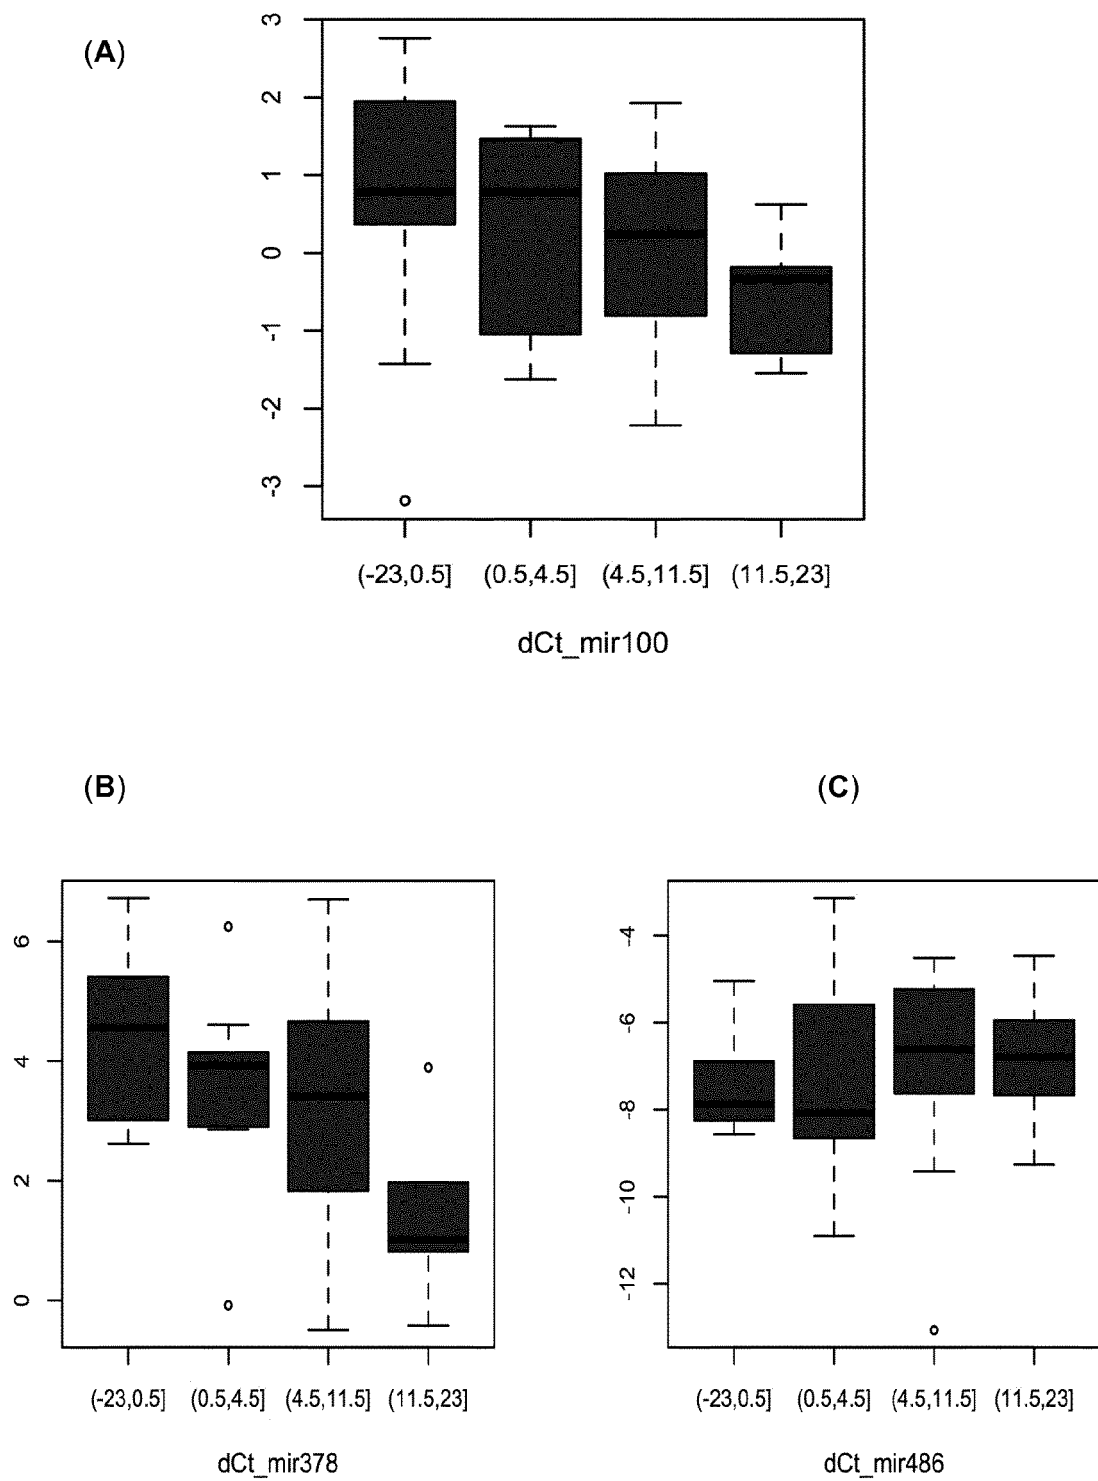 (A)
3
2
1
0
-1
-2
-3
(-23,0.5] (0.5,4.5] (4.5,11.5] (11.5,23]
dCt_mir100
(B)
6
4
2
0
(-23,0.5] (0.5,4.5] (4.5,11.5] (11.5,23]
dCt_mir378
(C)
-4
-6
-8
-10
-12
(-23,0.5] (0.5,4.5] (4.5,11.5] (11.5,23]
dCt_mir486